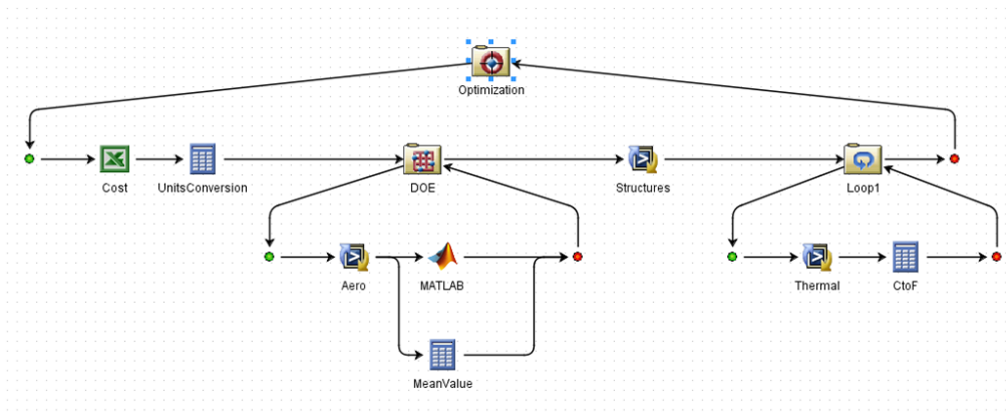 Optimization
Cost
UnitsConversion
DOE
Structures
Loop1
Aero
MATLAB
Thermal
CtoF
MeanValue